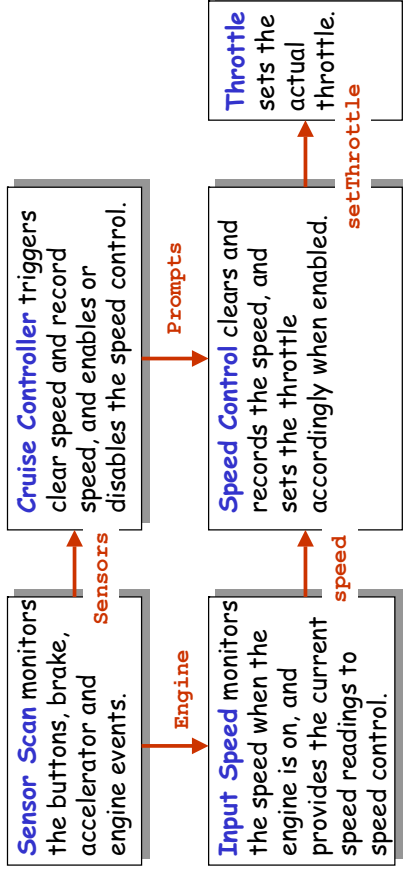 Sensor Scan monitors
the buttons, brake,
accelerator and
engine events.
Sensors
Cruise Controller triggers
clear speed and record
speed, and enables or
disables the speed control.
Engine
Prompts
Input Speed monitors
the speed when the
engine is on, and
provides the current
speed readings to
speed control.
speed
Speed Control clears and
records the speed, and
sets the throttle
accordingly when enabled.
setThrottle
Throttle
sets the
actual
throttle.